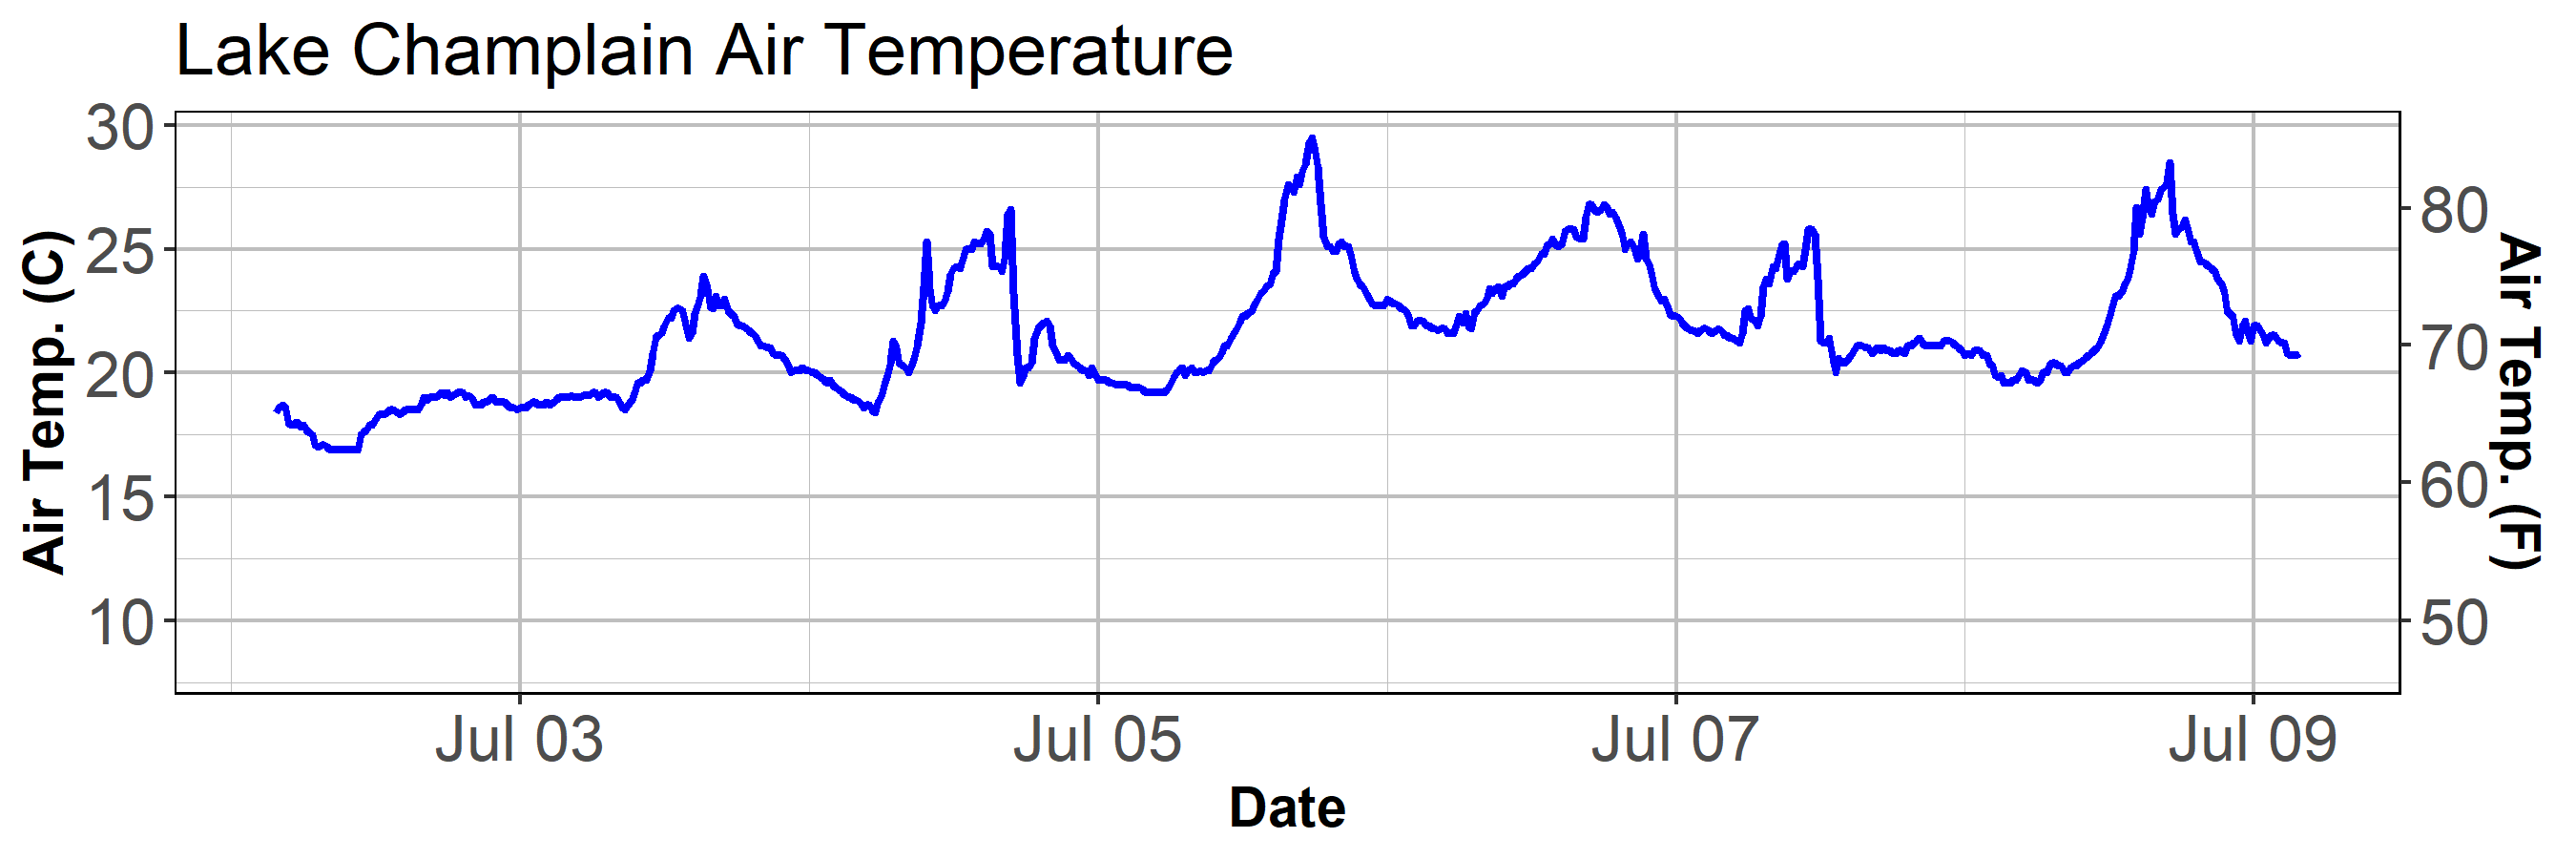 Lake Champlain Air Temperature
30
25
20
15
10
Air Temp. (C)
80
70
60
50
Air Temp. (F)
Jul 03 Jul 05 Jul 07 Jul 09
Date